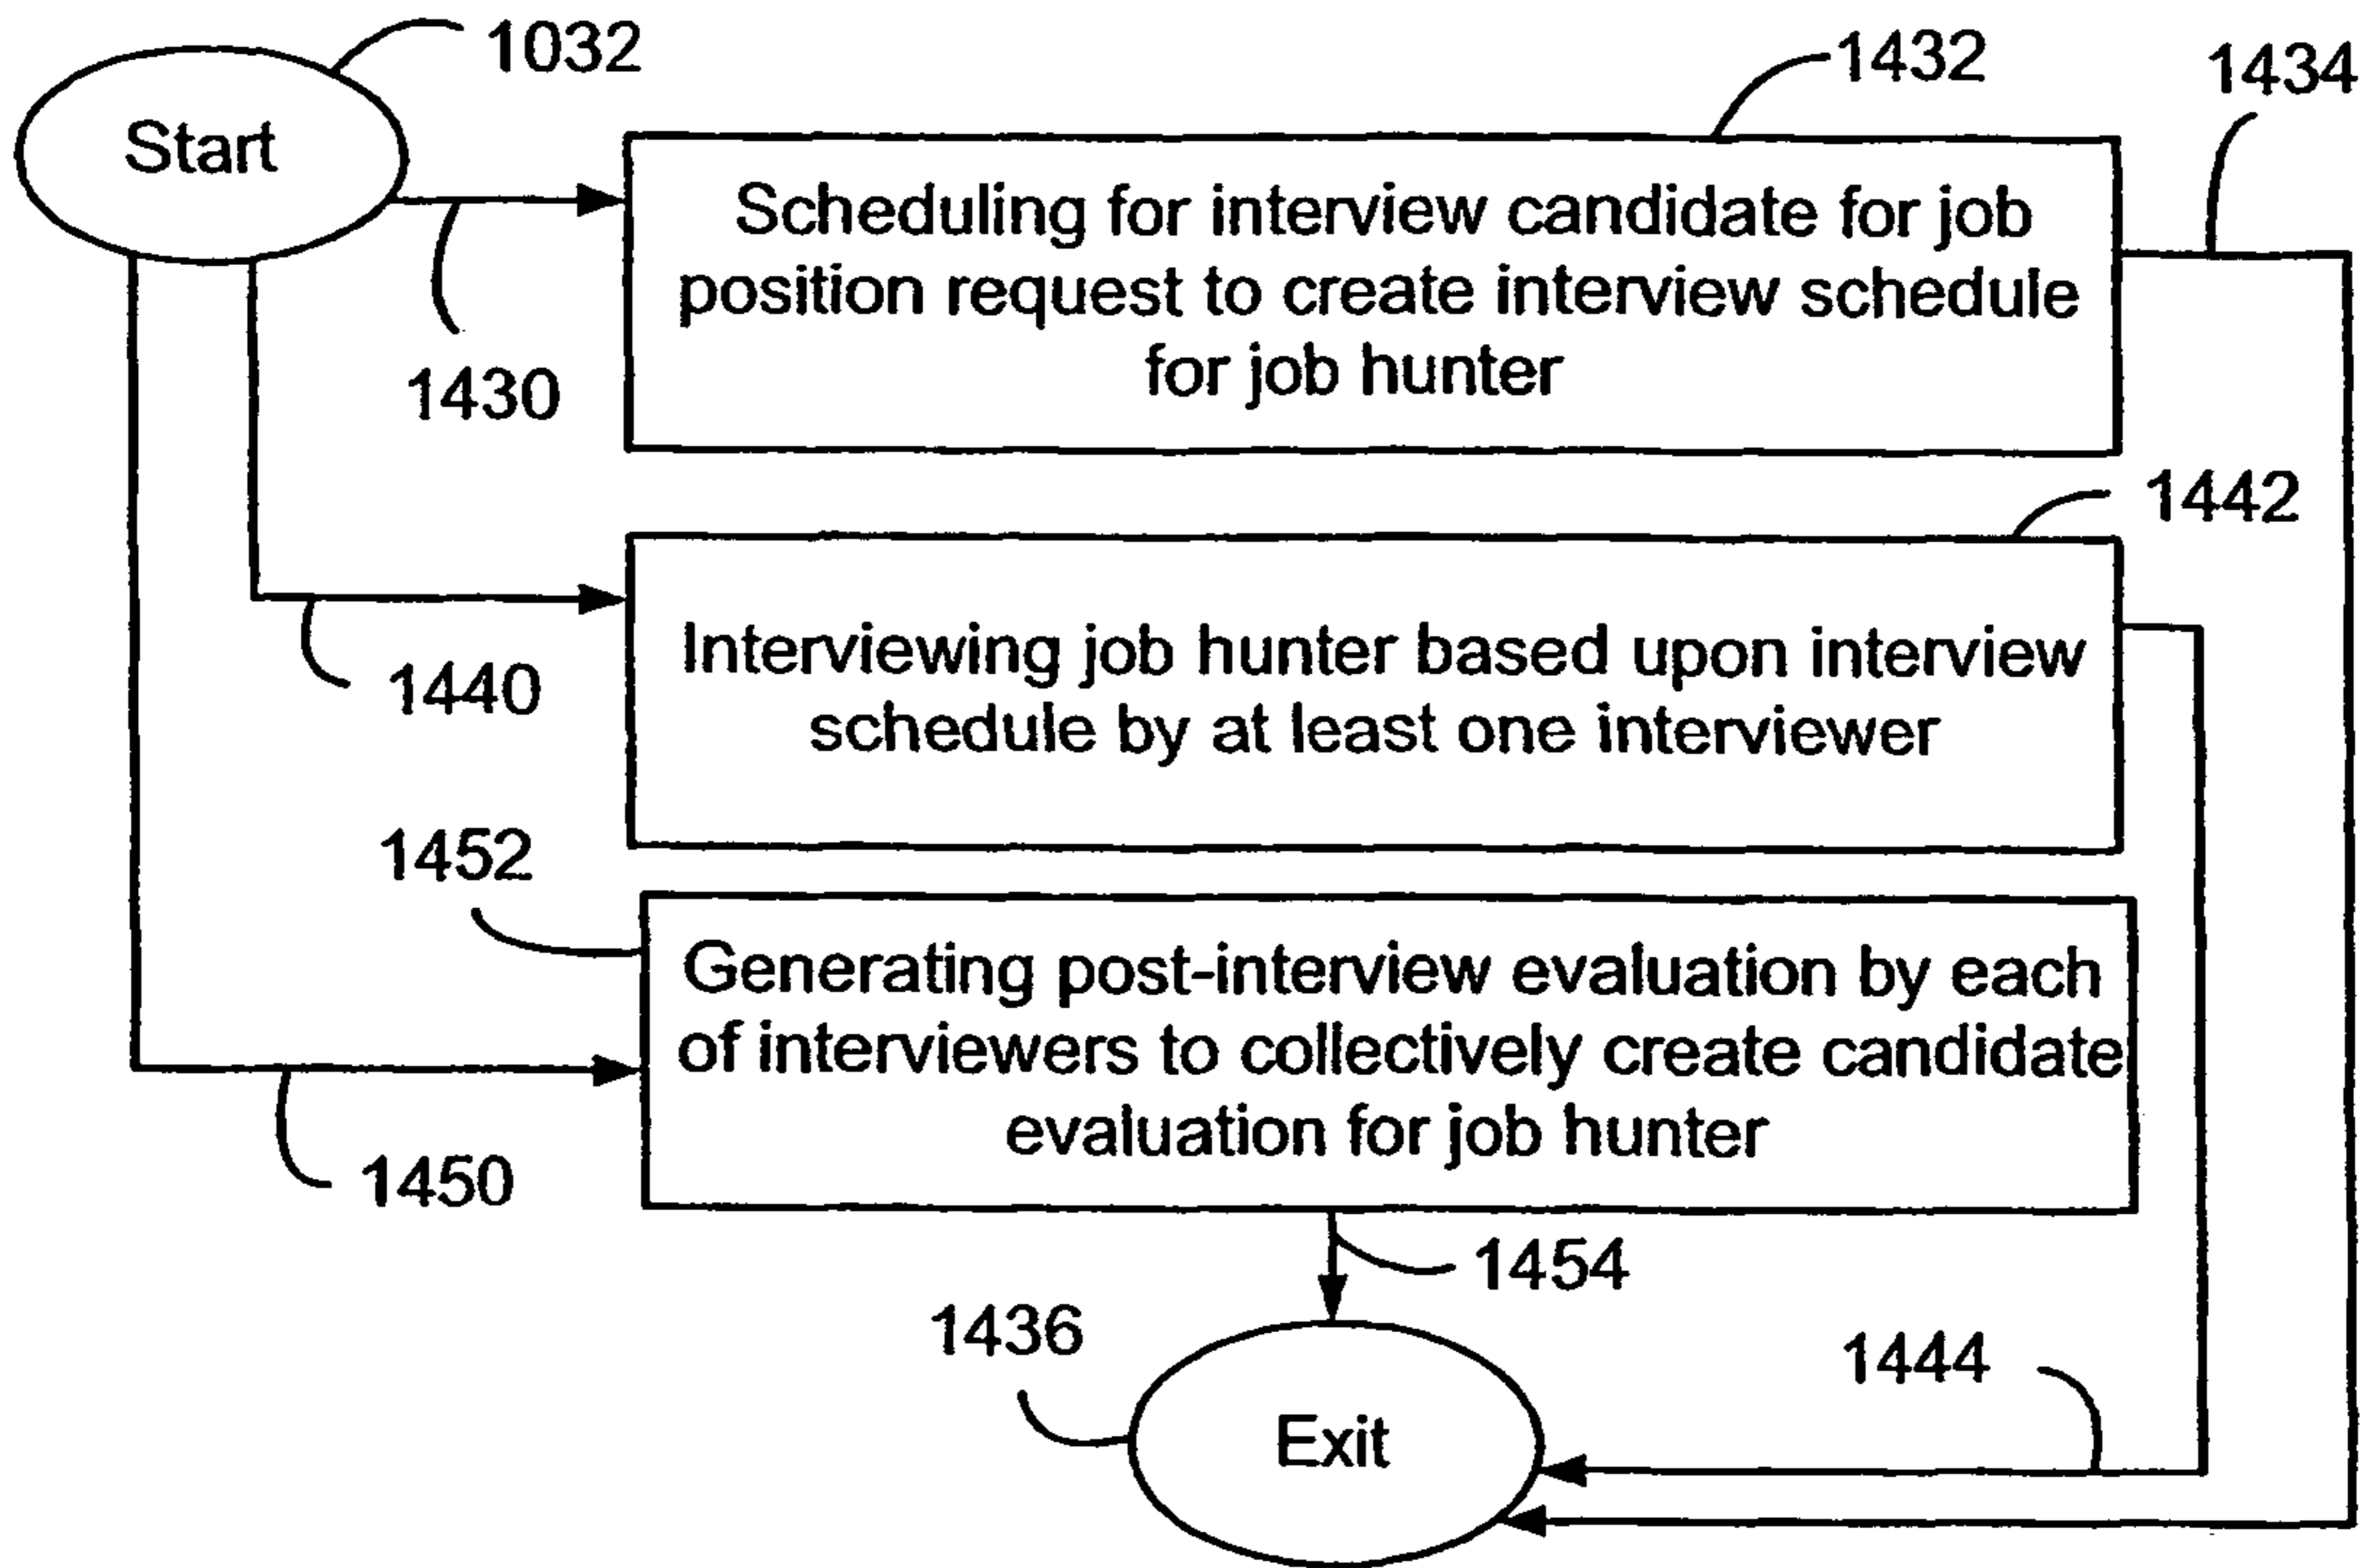 1032
Start
1432
1434
Scheduling for interview candidate for job
position request to create interview schedule
for job hunter
1430
1442
Interviewing job hunter based upon interview
schedule by at least one interviewer
1440
1452
Generating post-interview evaluation by each
of interviewers to collectively create candidate
evaluation for job hunter
1450
1454
1436
Exit
1444